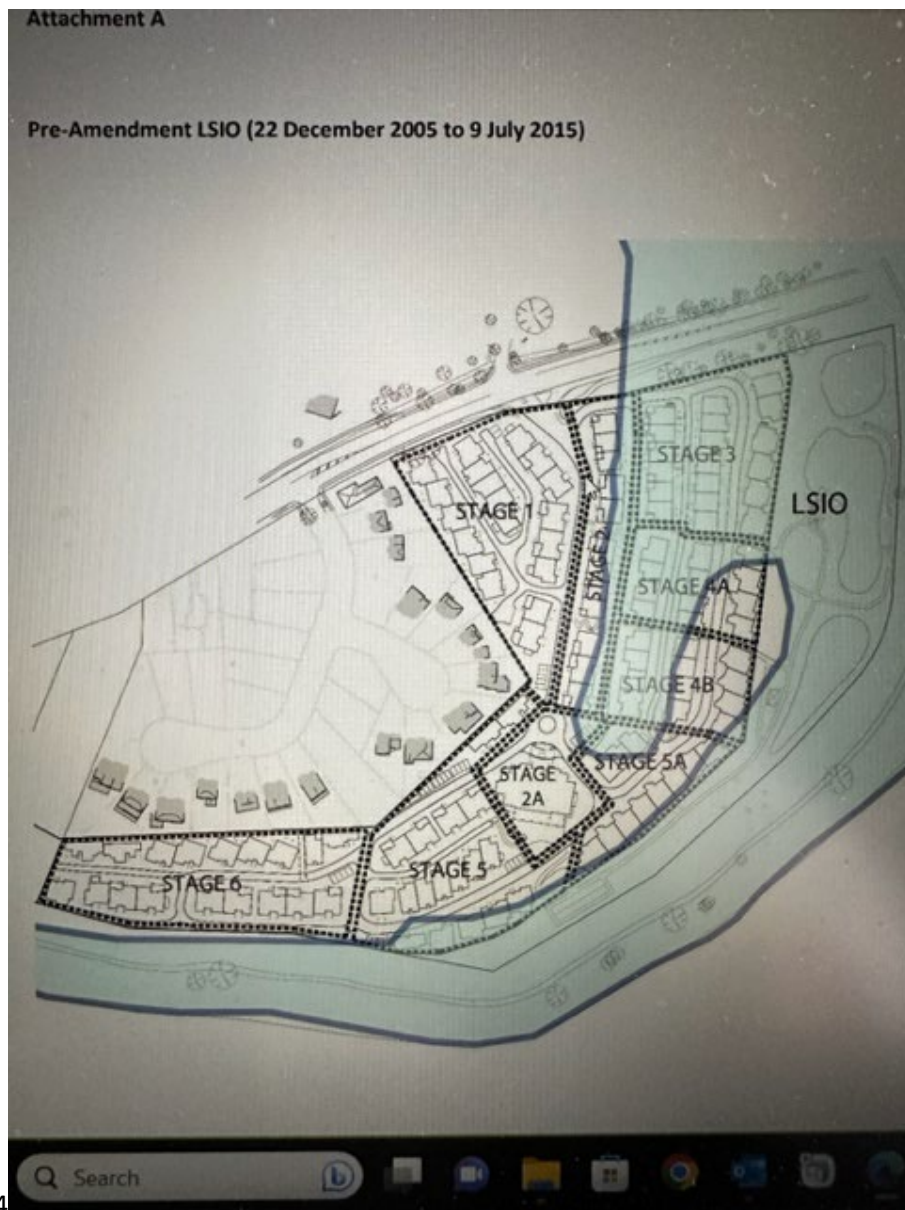 Attachment A
Pre-Amendment LSIO (22 December 2005 to 9 July 2015)
STAGE 3
STAGE 1
LSIO
STAGE 2
STAGE 4A
STAGE 4B
STAGE 5A
STAGE
2A
STAGE 5
STAGE 6
Search